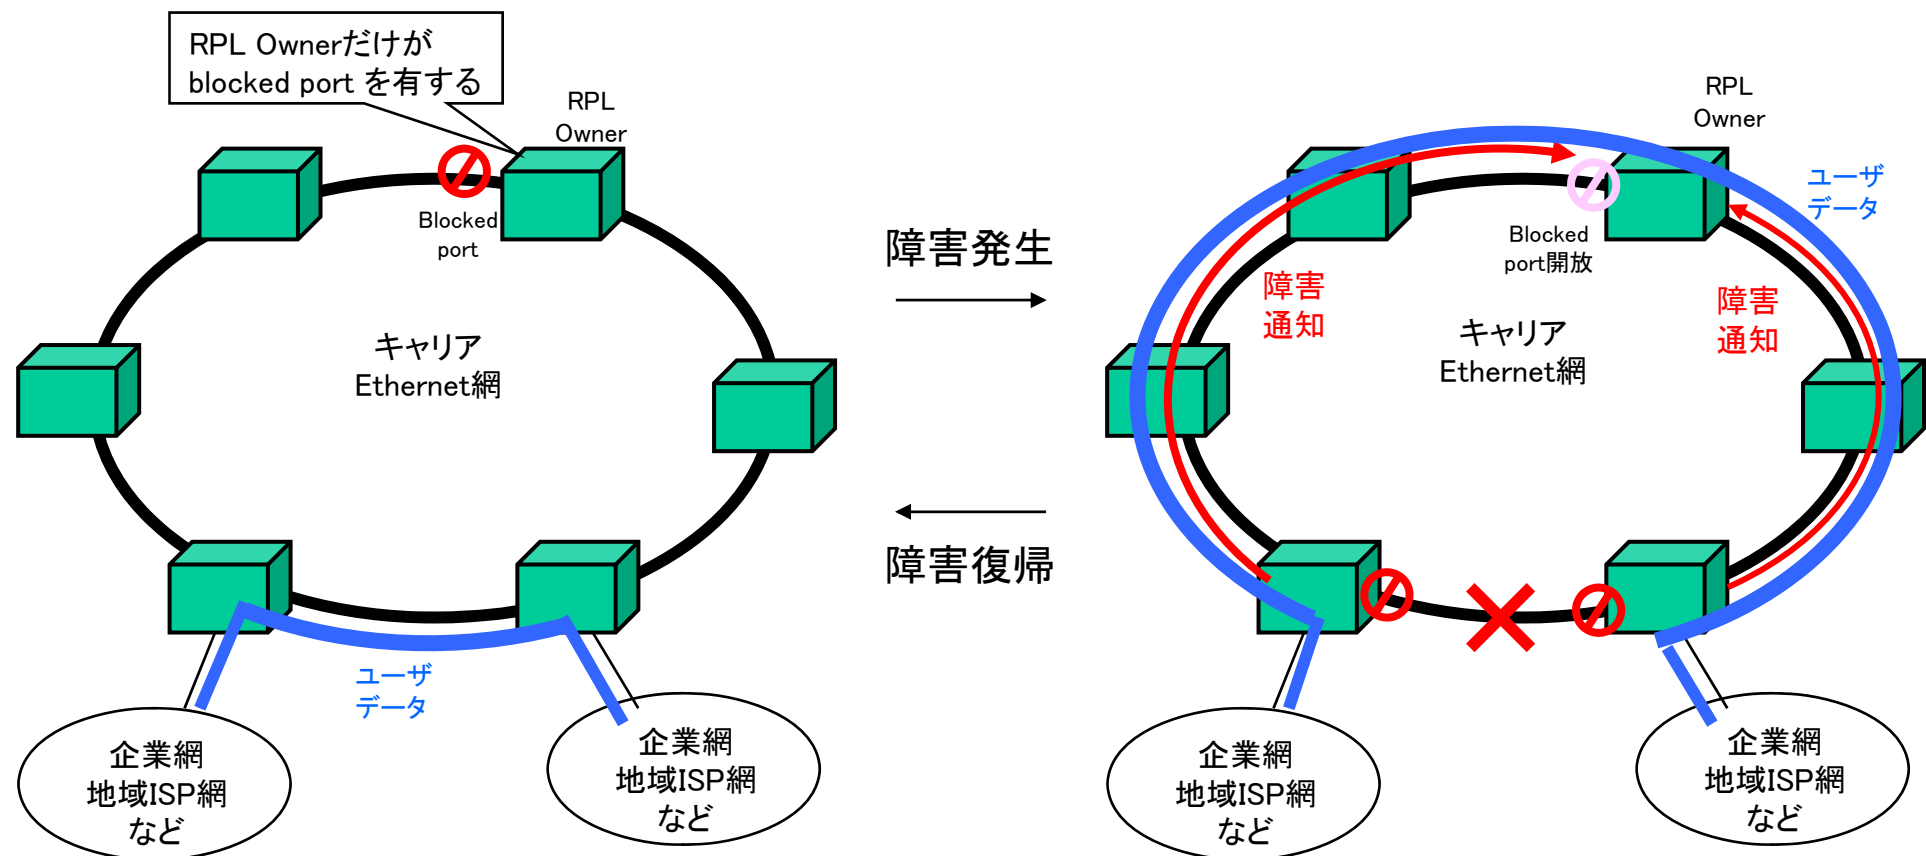 RPL Ownerだけが
blocked port を有する
RPL
Owner
Blocked
port
キャリア
Ethernet網
ユーザ
データ
企業網
地域ISP網
など
企業網
地域ISP網
など
障害発生
障害復帰
RPL
Owner
ユーザ
データ
Blocked
port開放
障害
通知
障害
通知
キャリア
Ethernet網
企業網
地域ISP網
など
企業網
地域ISP網
など